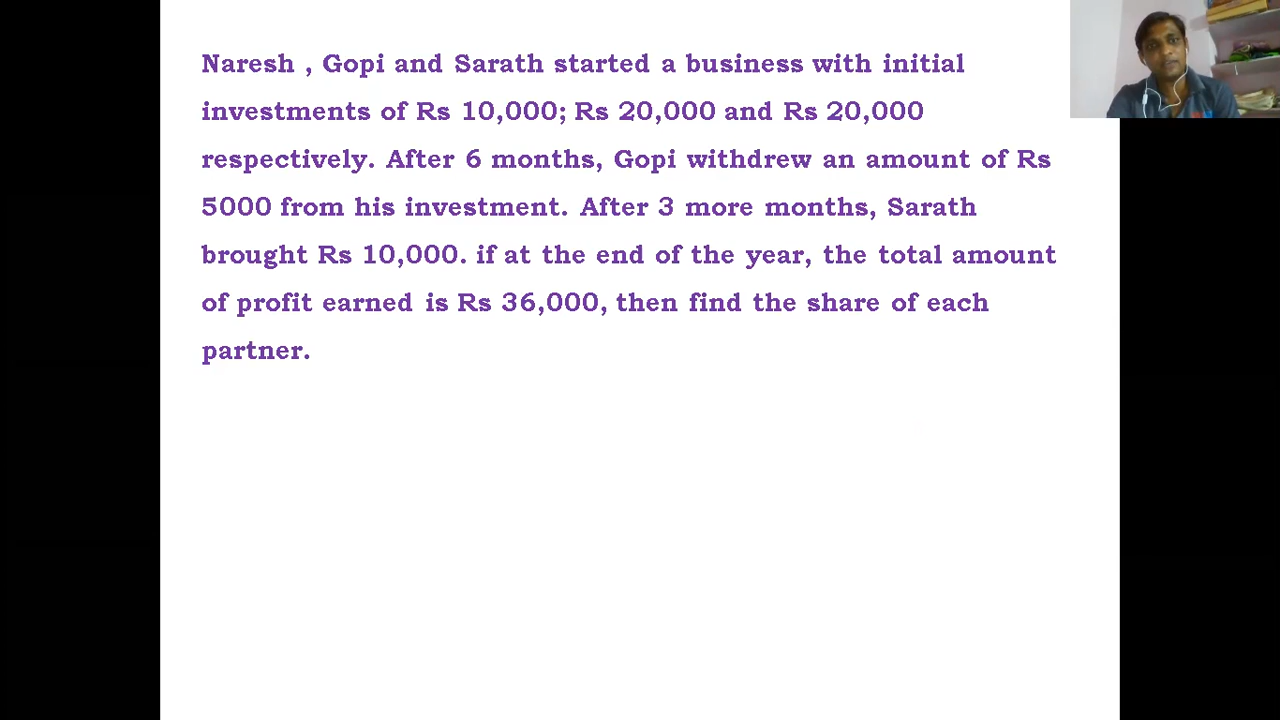 Naresh , Gopi and Sarath started a business with initial
investments of Rs 10,000; Rs 20,000 and Rs 20,000
respectively. After 6 months, Gopi withdrew an amount of Rs
5000 from his investment. After 3 more months, Sarath
brought Rs 10,000. if at the end of the year, the total amount
of profit earned is Rs 36,000, then find the share of each
partner.